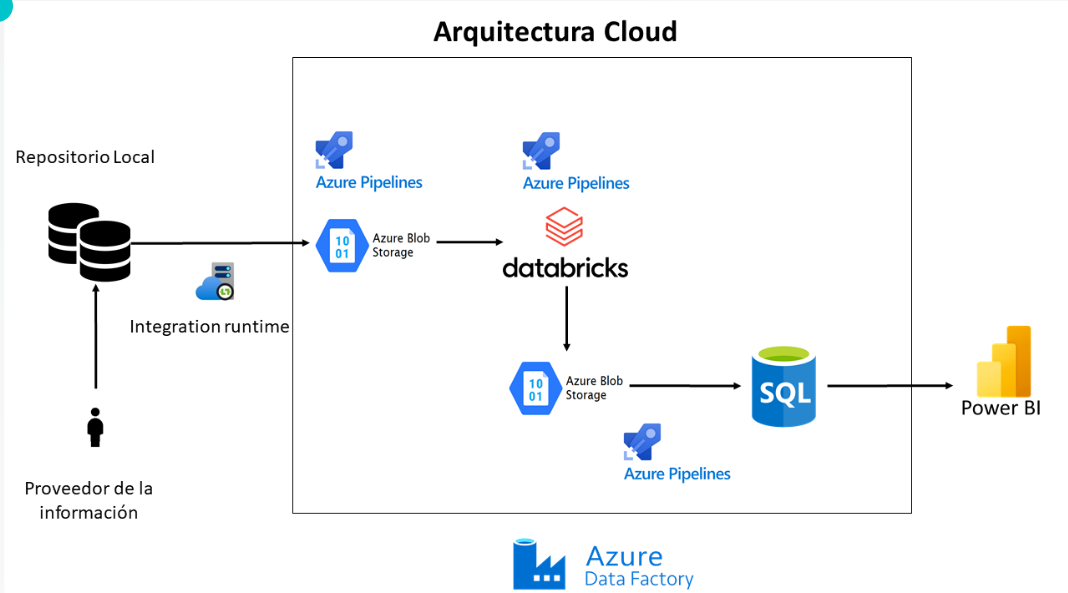 Arquitectura Cloud
Repositorio Local
Azure Pipelines
Azure Pipelines
10
01
Azure Blob
Storage
databricks
Integration runtime
10
01
Azure Blob
Storage
SQL
Power BI
Azure Pipelines
Proveedor de la
información
Azure
Data Factory